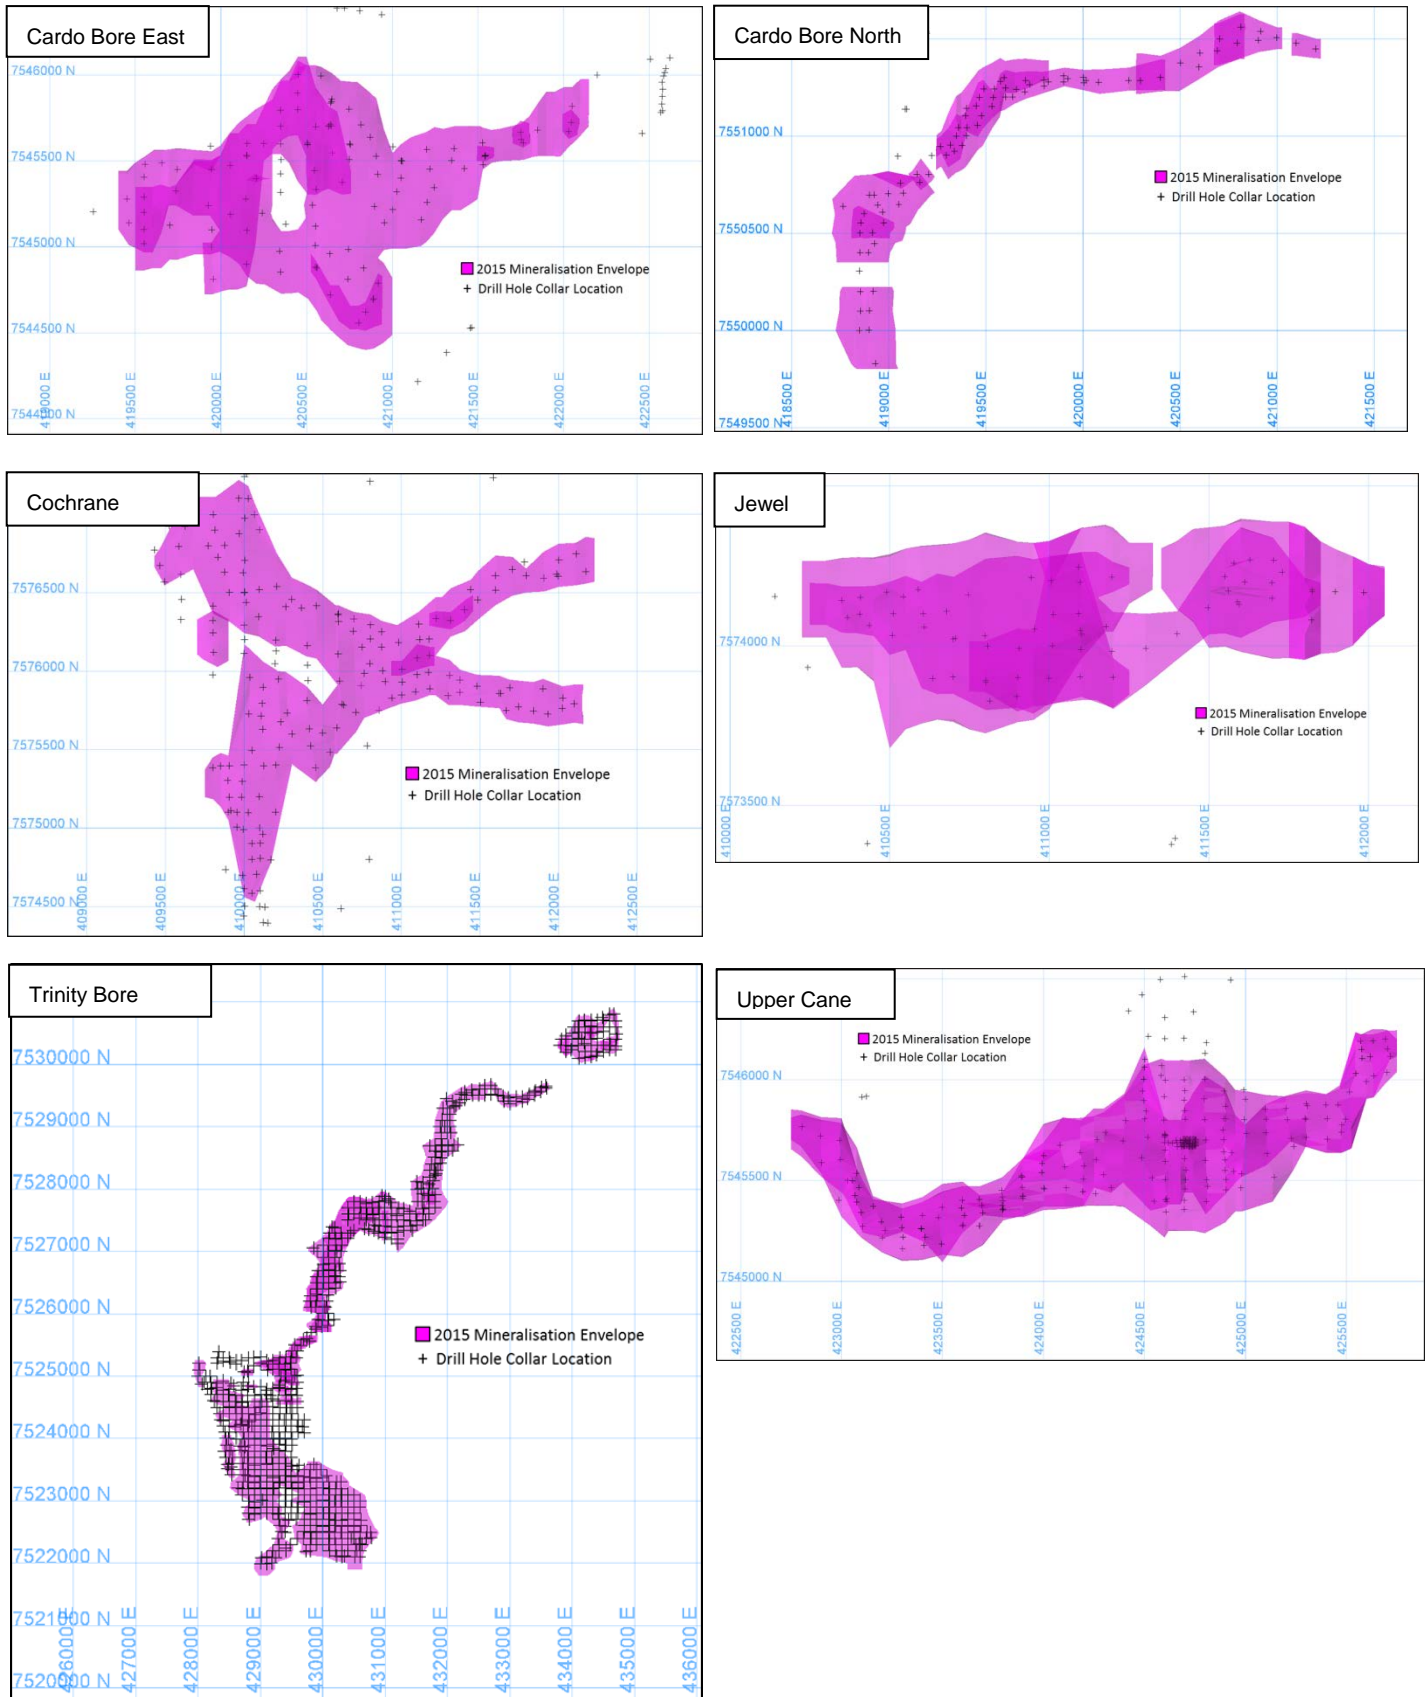 Cardo Bore East
7546000 N
7545500 N
7545000 N
7544500 N
7544000 N
2015 Mineralisation Envelope
Drill Hole Collar Location
419000 E
419500 E
420000 E
420500 E
421000 E
421500 E
422000 E
422500 E
Cardo Bore North
7551000 N
7550500 N
7550000 N
7549500 N
2015 Mineralisation Envelope
Drill Hole Collar Location
418500 E
419000 E
419500 E
420000 E
420500 E
421000 E
421500 E
Cochrane
7576500 N
7576000 N
7575500 N
7575000 N
7574500 N
2015 Mineralisation Envelope
Drill Hole Collar Location
409000 E
409500 E
410000 E
410500 E
411000 E
411500 E
412000 E
412500 E
Jewel
7574000 N
7573500 N
2015 Mineralisation Envelope
Drill Hole Collar Location
410000 E
410500 E
411000 E
411500 E
412000 E
Trinity Bore
7530000 N
7529000 N
7528000 N
7527000 N
7526000 N
7525000 N
7524000 N
7523000 N
7522000 N
7521000 N
7520000 N
2015 Mineralisation Envelope
Drill Hole Collar Location
426000 E
427000 E
428000 E
429000 E
430000 E
431000 E
432000 E
433000 E
434000 E
435000 E
436000 E
Upper Cane
2015 Mineralisation Envelope
Drill Hole Collar Location
7546000 N
7545500 N
7545000 N
422500 E
423000 E
423500 E
424000 E
424500 E
425000 E
425500 E